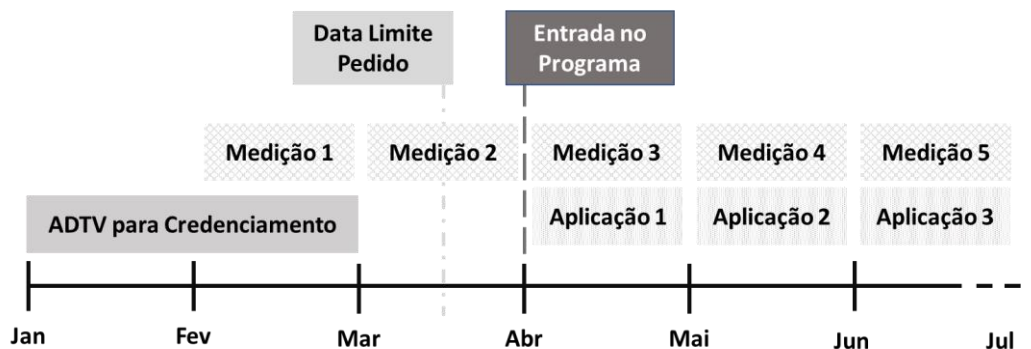 Data Limite
Pedido
Entrada no
Programa
Medição 1
Medição 2
Medição 3
Medição 4
Medição 5
ADTV para Credenciamento
Aplicação 1
Aplicação 2
Aplicação 3
Jan
Fev
Mar
Abr
Mai
Jun
Jul